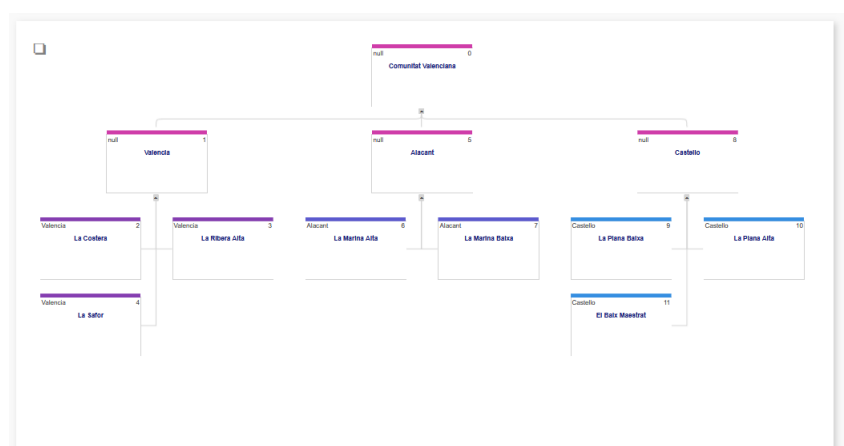 null 0
Comunitat Valenciana
null 1
Valencia
null 5
Alacant
null 8
Castello
Valencia 2
La Costera
Valencia 3
La Ribera Alta
Alacant 6
La Marina Alta
Alacant 7
La Marina Baixa
Castello 9
La Plana Baixa
Castello 10
La Plana Alta
Valencia 4
La Safor
Castello 11
El Baix Maestrat